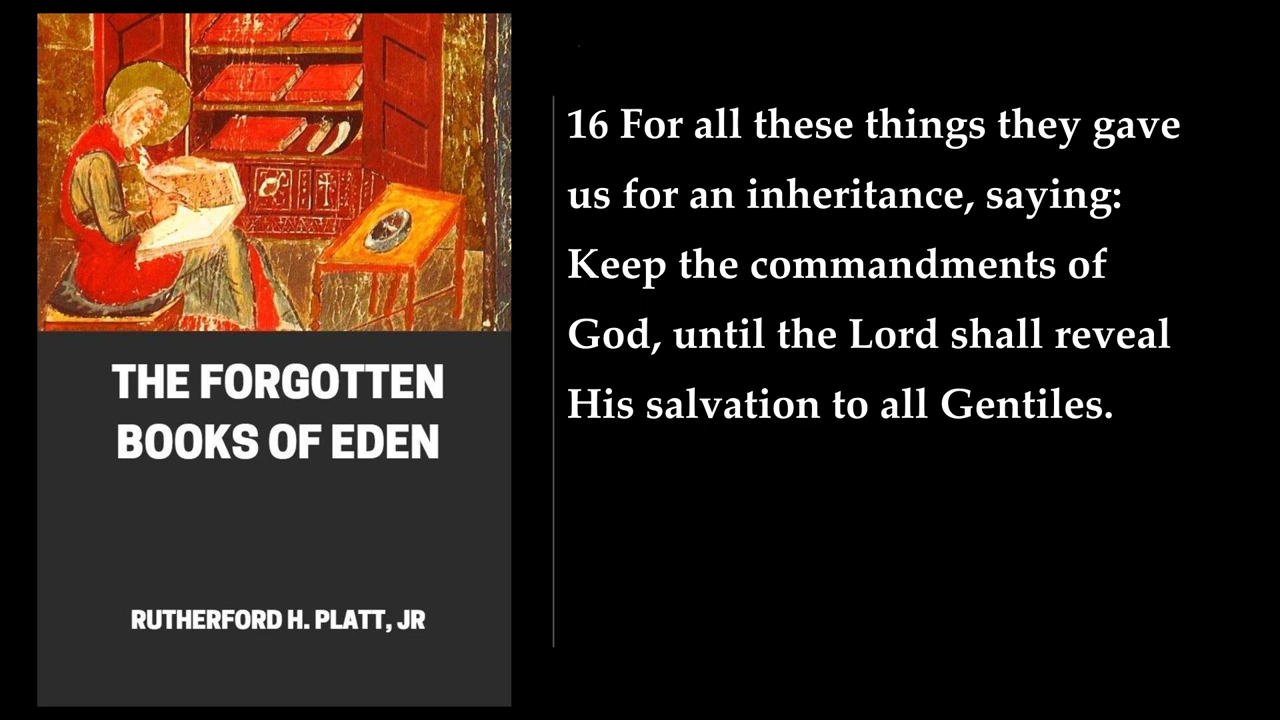 THE FORGOTTEN
BOOKS OF EDEN
RUTHERFORD H. PLATT, JR
16 For all these things they gave
us for an inheritance, saying:
Keep the commandments of
God, until the Lord shall reveal
His salvation to all Gentiles.